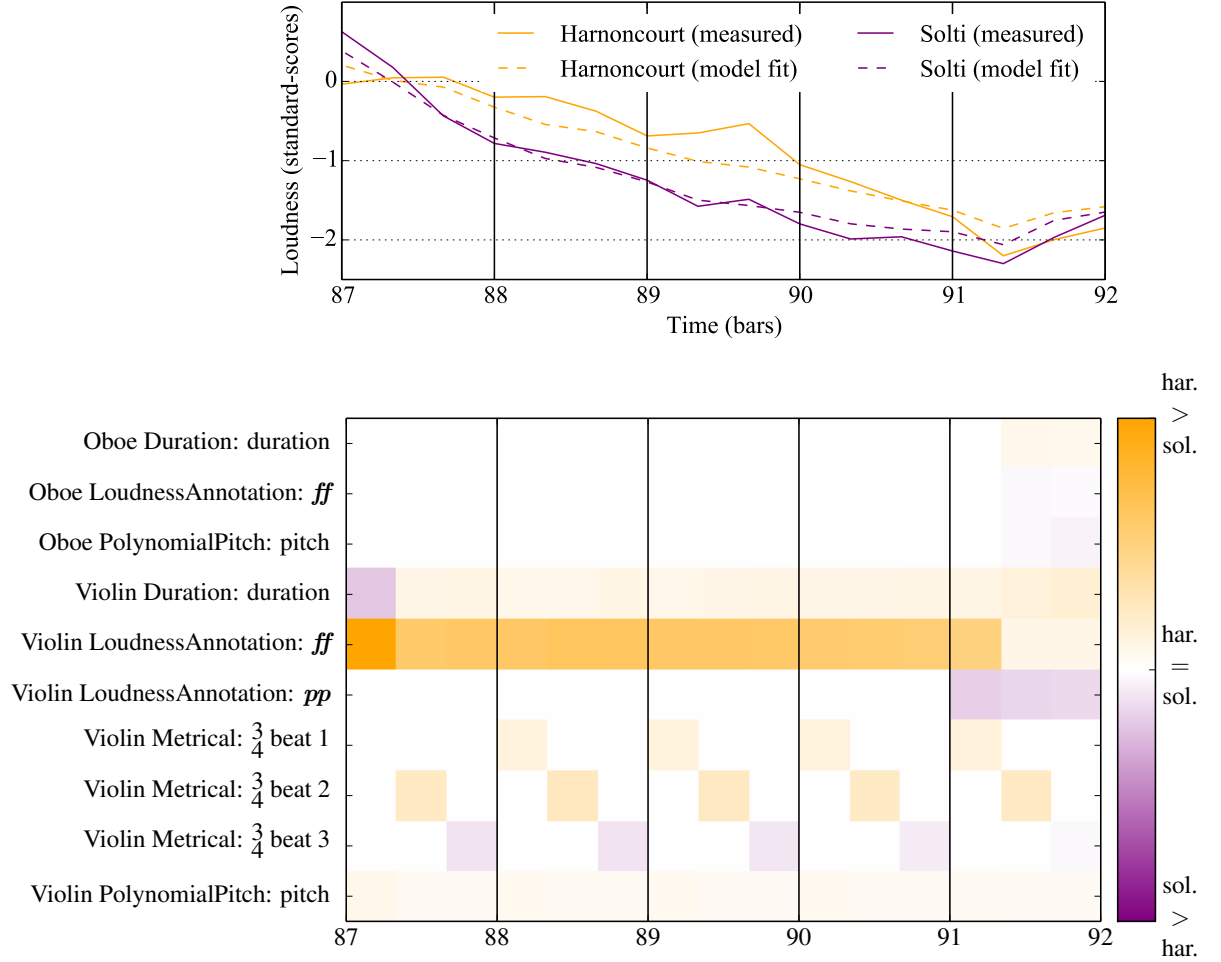 Loudness (standard-scores)
Harnoncourt (measured)
Solti (measured)
Harnoncourt (model fit)
Solti (model fit)
0
−1
−2
87 88 89 90 91 92
Time (bars)
har.
>
sol.
Oboe Duration: duration
Oboe LoudnessAnnotation: ff
Oboe PolynomialPitch: pitch
Violin Duration: duration
Violin LoudnessAnnotation: ff
har.
=
sol.
Violin LoudnessAnnotation: pp
Violin Metrical: 3/4 beat 1
Violin Metrical: 3/4 beat 2
Violin Metrical: 3/4 beat 3
Violin PolynomialPitch: pitch
sol.
>
har.
87 88 89 90 91 92